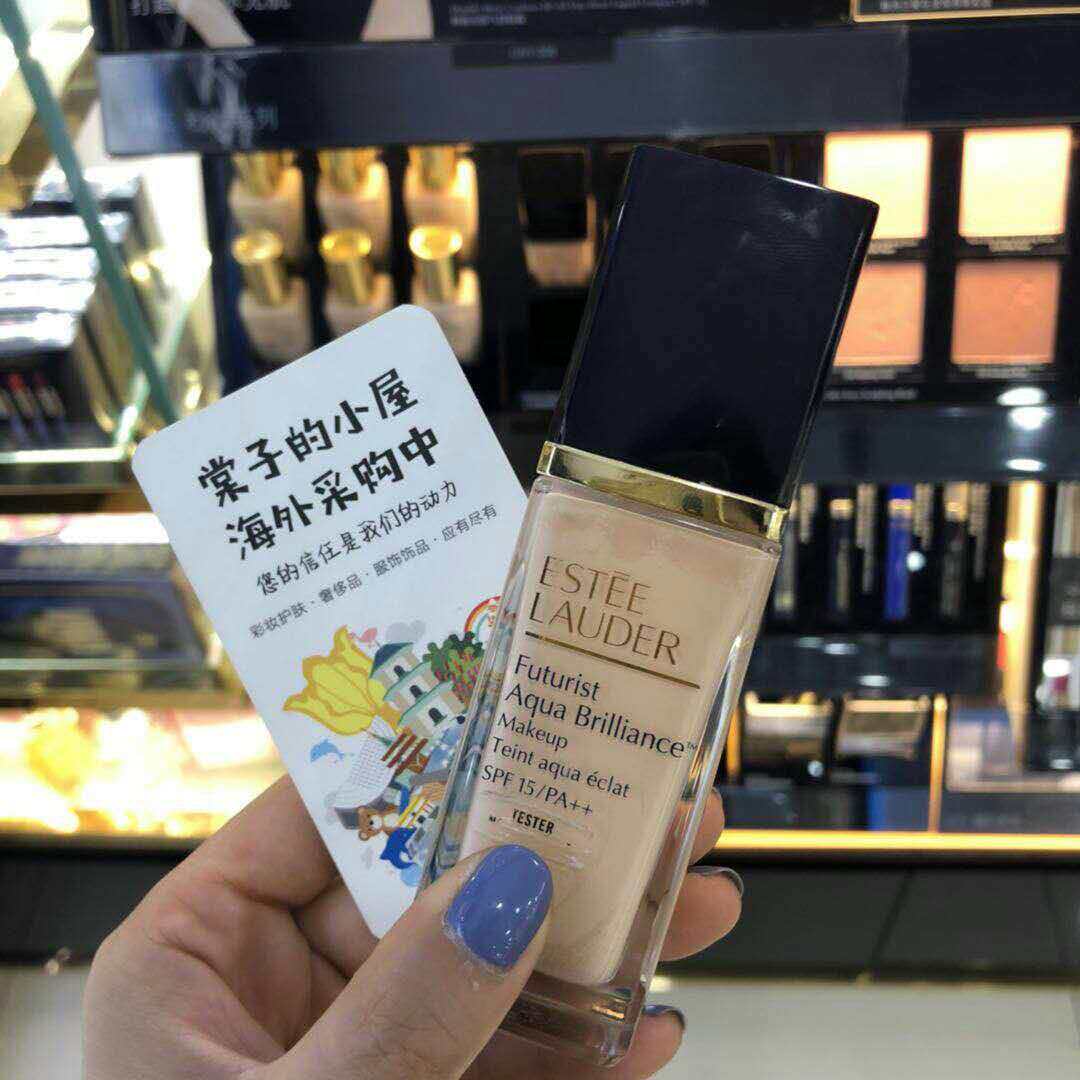 棠子的小屋
海外采购中
您的信任是我们的动力
彩妆护肤·奢侈品·服饰饰品·应有尽有
ESTĒE
LAUDER
Futurist
Aqua Brilliance™
Makeup
Teint aqua éclat
SPF 15/PA++
TESTER